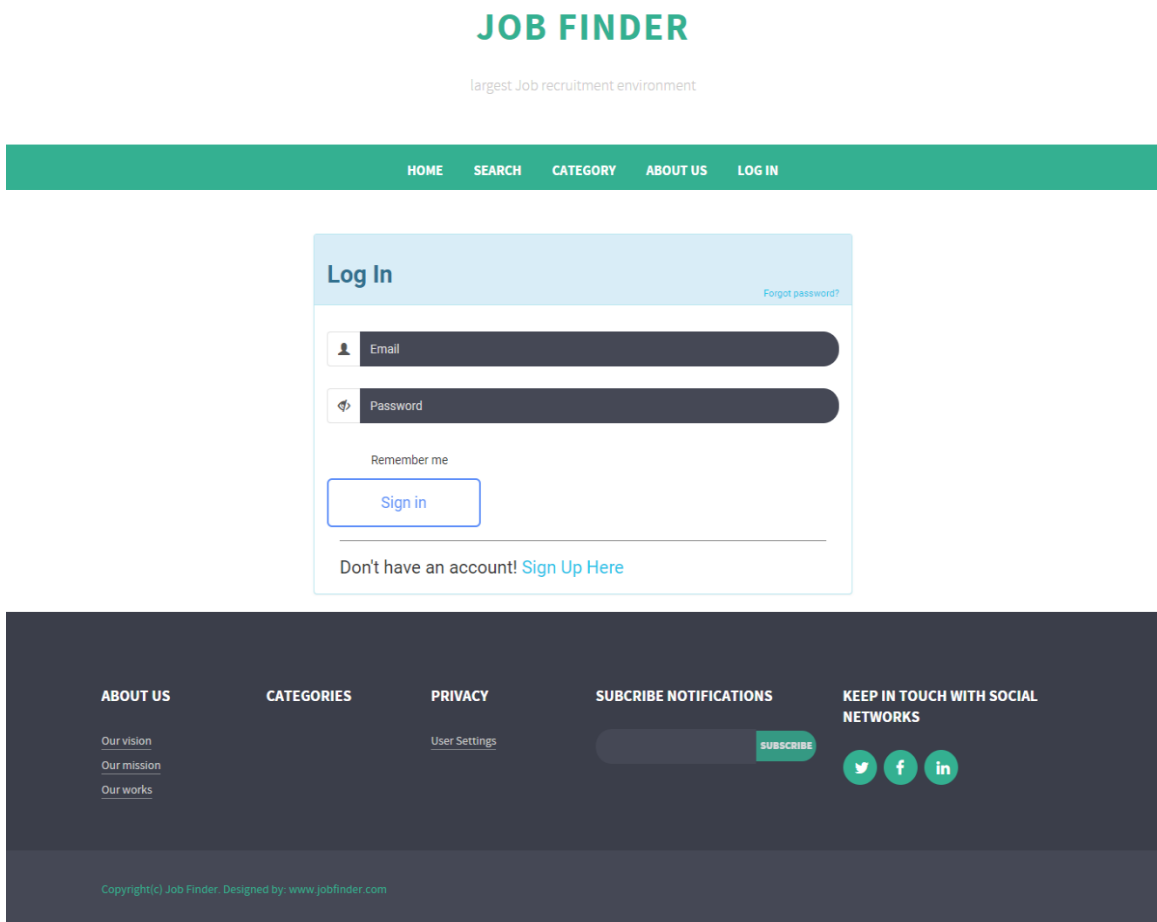 JOB FINDER
largest Job recruitment environment
HOME SEARCH CATEGORY ABOUT US LOG IN
Log In
Forgot password?
Email
Password
Remember me
Sign in
Don't have an account! Sign Up Here
ABOUT US
Our vision
Our mission
Our works
CATEGORIES
PRIVACY
User Settings
SUBCRIBE NOTIFICATIONS
SUBSCRIBE
KEEP IN TOUCH WITH SOCIAL
NETWORKS
Copyright(c) Job Finder. Designed by: www.jobfinder.com